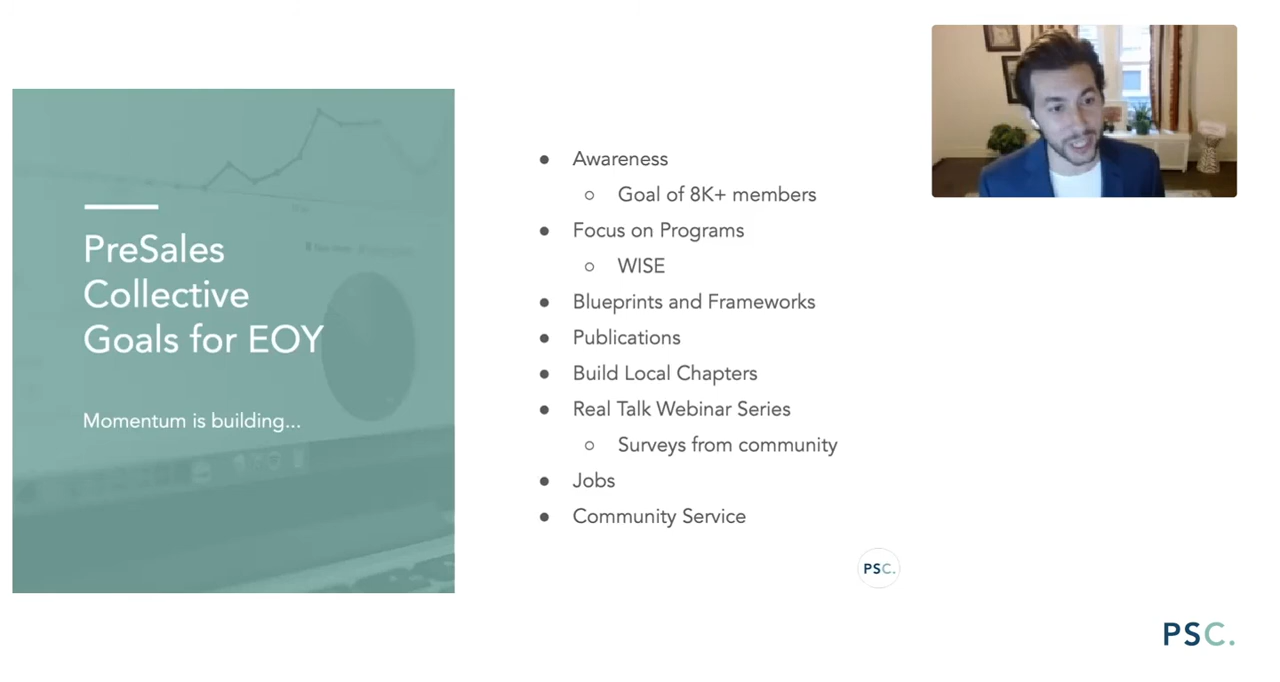 PreSales
Collective
Goals for EOY
Momentum is building...
● Awareness
○ Goal of 8K+ members
● Focus on Programs
○ WISE
● Blueprints and Frameworks
● Publications
● Build Local Chapters
● Real Talk Webinar Series
○ Surveys from community
● Jobs
● Community Service
PSC.
PSC.